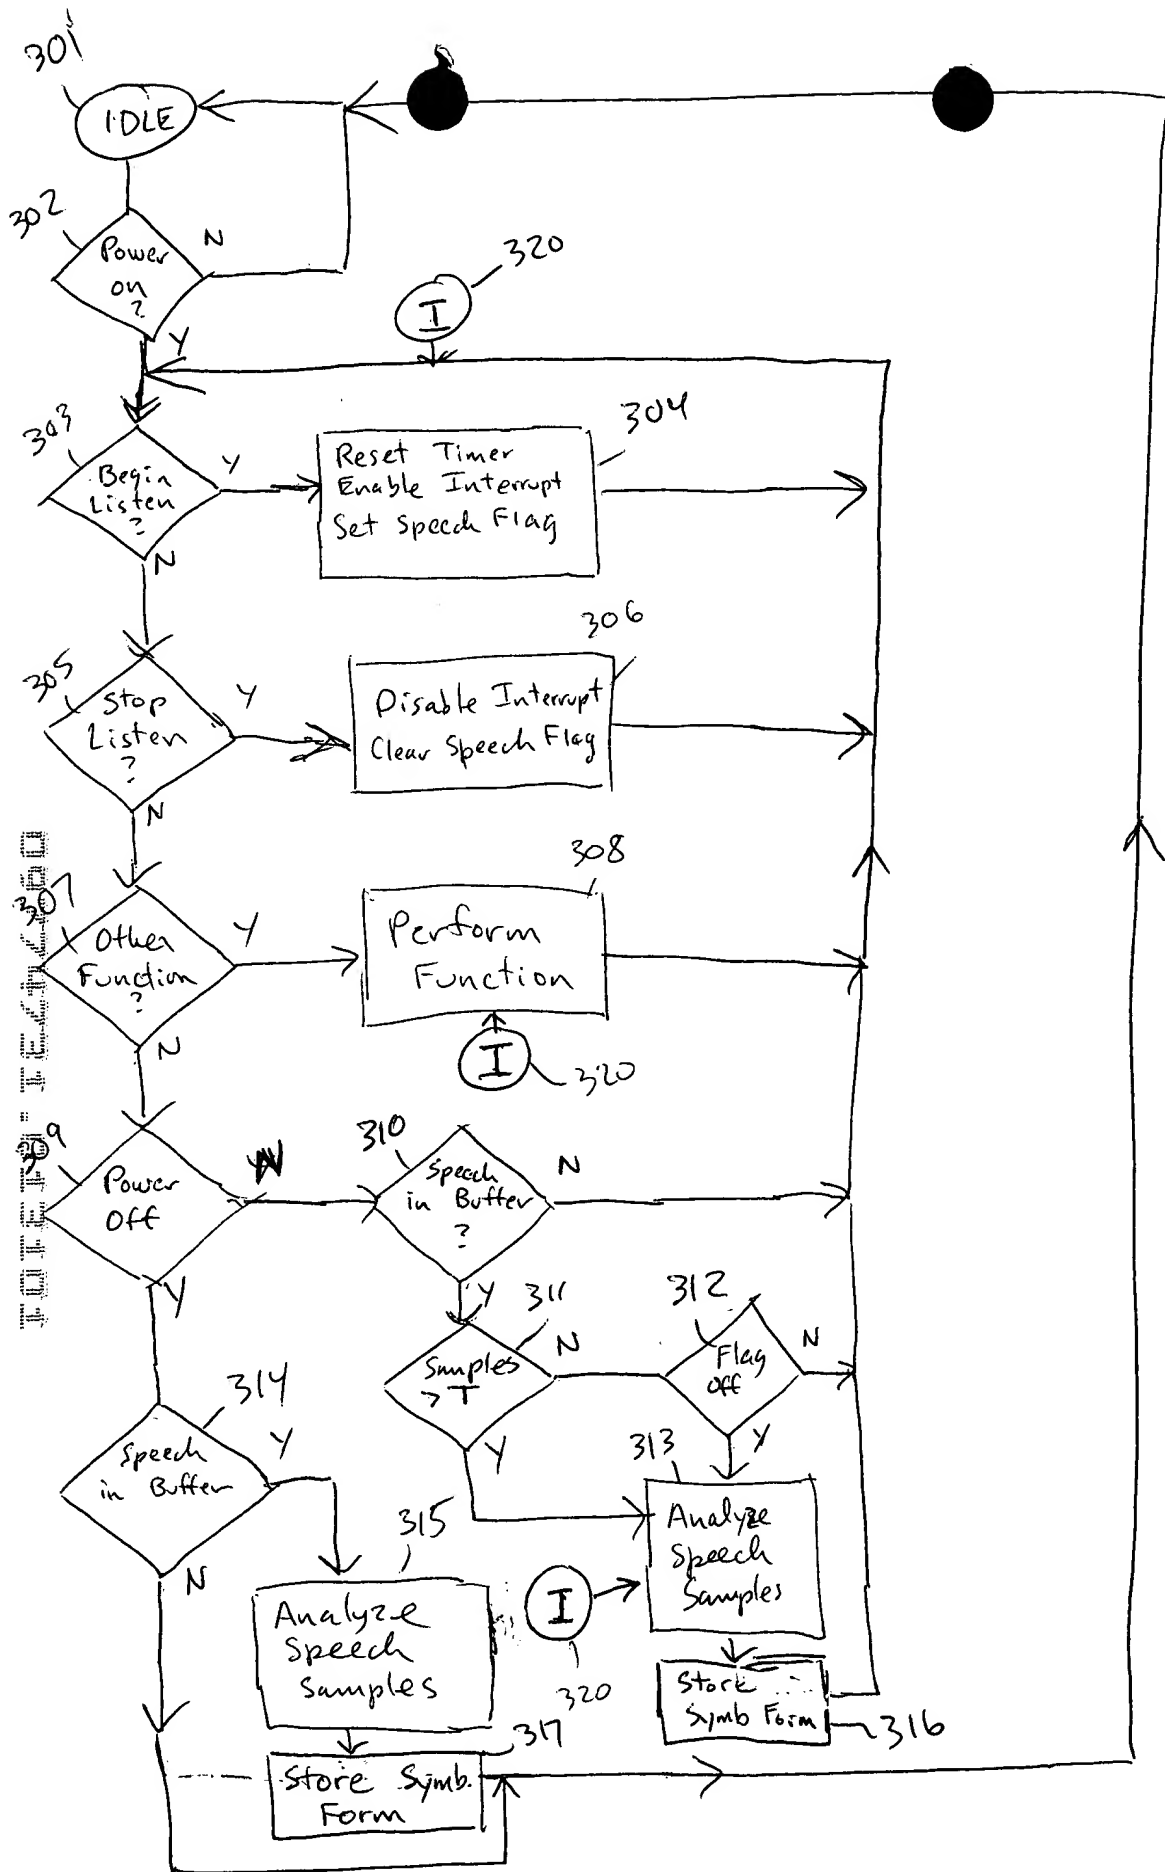 301
IDLE
302
Power
on
?
N
Y
320
I
303
Begin
Listen
?
Y
N
304
Reset Timer
Enable Interrupt
Set Speech Flag
305
Stop
Listen
?
Y
N
306
Disable Interrupt
Clear Speech Flag
307
Other
Function
?
Y
N
308
Perform
Function
I
320
309
Power
Off
N
Y
310
Speech
in Buffer
?
N
Y
311
Samples
> T
N
Y
312
Flag
Off
N
Y
313
Analyze
Speech
Samples
I
320
Store
Symb Form
316
314
Speech
in Buffer
Y
N
315
Analyze
Speech
Samples
317
Store Symb.
Form